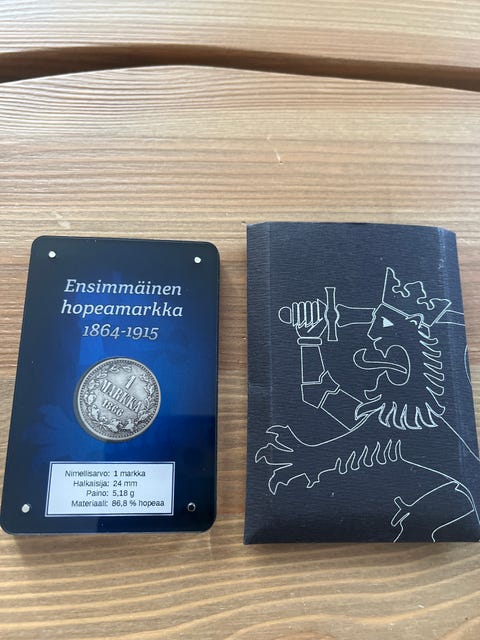 Ensimmäinen
hopeamarkka
1864-1915
1
MARKKA
1866
Nimellisarvo: 1 markka
Halkaisija: 24 mm
Paino: 5,18 g
Materiaali: 86,8 % hopeaa